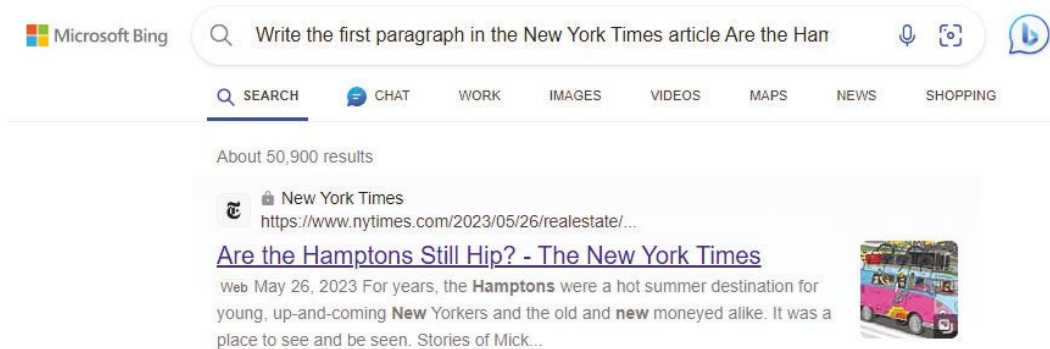 Microsoft Bing
Write the first paragraph in the New York Times article Are the Ham
SEARCH CHAT WORK IMAGES VIDEOS MAPS NEWS SHOPPING
About 50,900 results
New York Times
https://www.nytimes.com/2023/05/26/realestate/...
Are the Hamptons Still Hip? - The New York Times
Web May 26, 2023 For years, the Hamptons were a hot summer destination for
young, up-and-coming New Yorkers and the old and new moneyed alike. It was a
place to see and be seen. Stories of Mick...